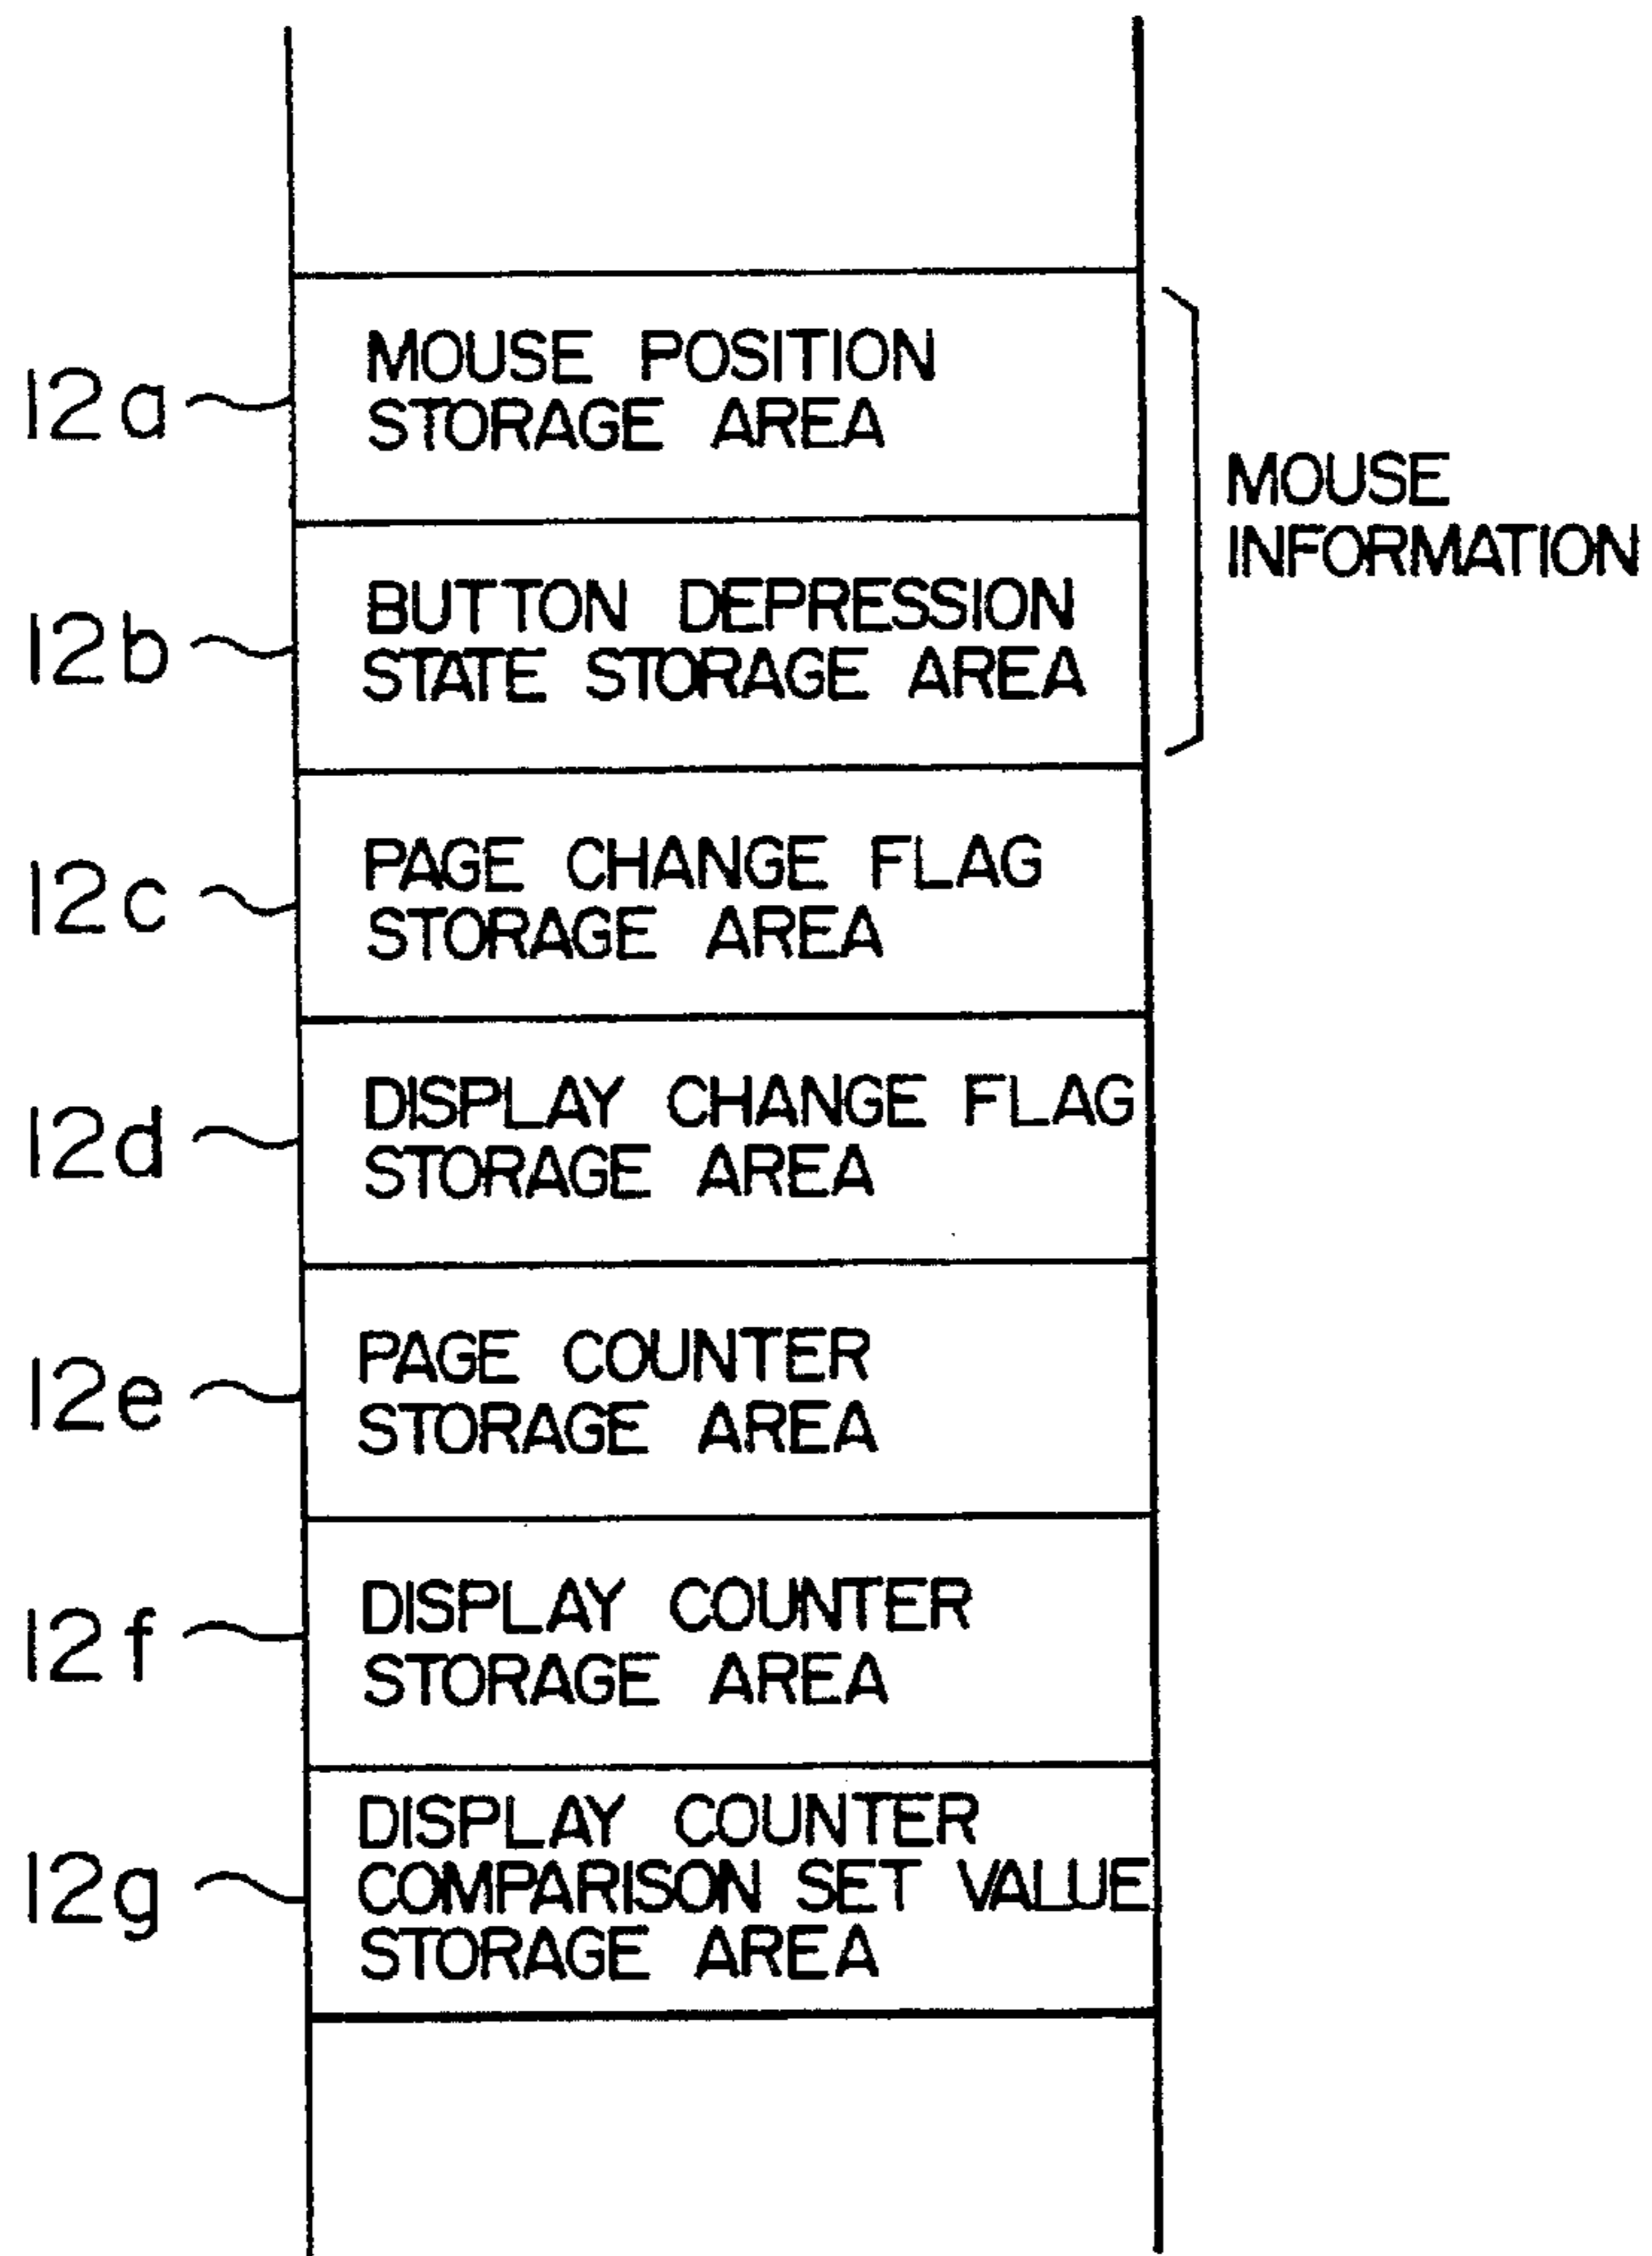 12a
MOUSE POSITION
STORAGE AREA
MOUSE
INFORMATION
12b
BUTTON DEPRESSION
STATE STORAGE AREA
12c
PAGE CHANGE FLAG
STORAGE AREA
12d
DISPLAY CHANGE FLAG
STORAGE AREA
12e
PAGE COUNTER
STORAGE AREA
12f
DISPLAY COUNTER
STORAGE AREA
12g
DISPLAY COUNTER
COMPARISON SET VALUE
STORAGE AREA